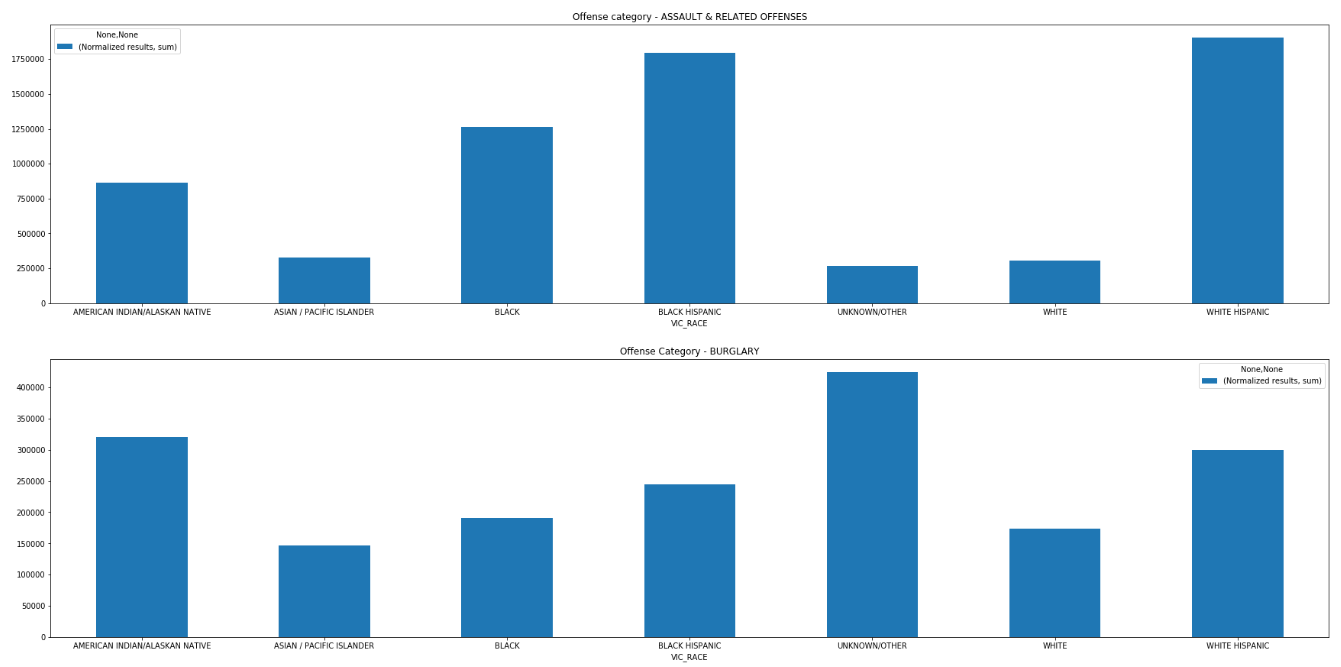 Offense category - ASSAULT & RELATED OFFENSES
None,None
(Normalized results, sum)
1750000
1500000
1250000
1000000
750000
500000
250000
0
AMERICAN INDIAN/ALASKAN NATIVE ASIAN / PACIFIC ISLANDER BLACK BLACK HISPANIC UNKNOWN/OTHER WHITE WHITE HISPANIC
VIC_RACE
Offense Category - BURGLARY
None,None
(Normalized results, sum)
400000
350000
300000
250000
200000
150000
100000
50000
0
AMERICAN INDIAN/ALASKAN NATIVE ASIAN / PACIFIC ISLANDER BLACK BLACK HISPANIC UNKNOWN/OTHER WHITE WHITE HISPANIC
VIC_RACE